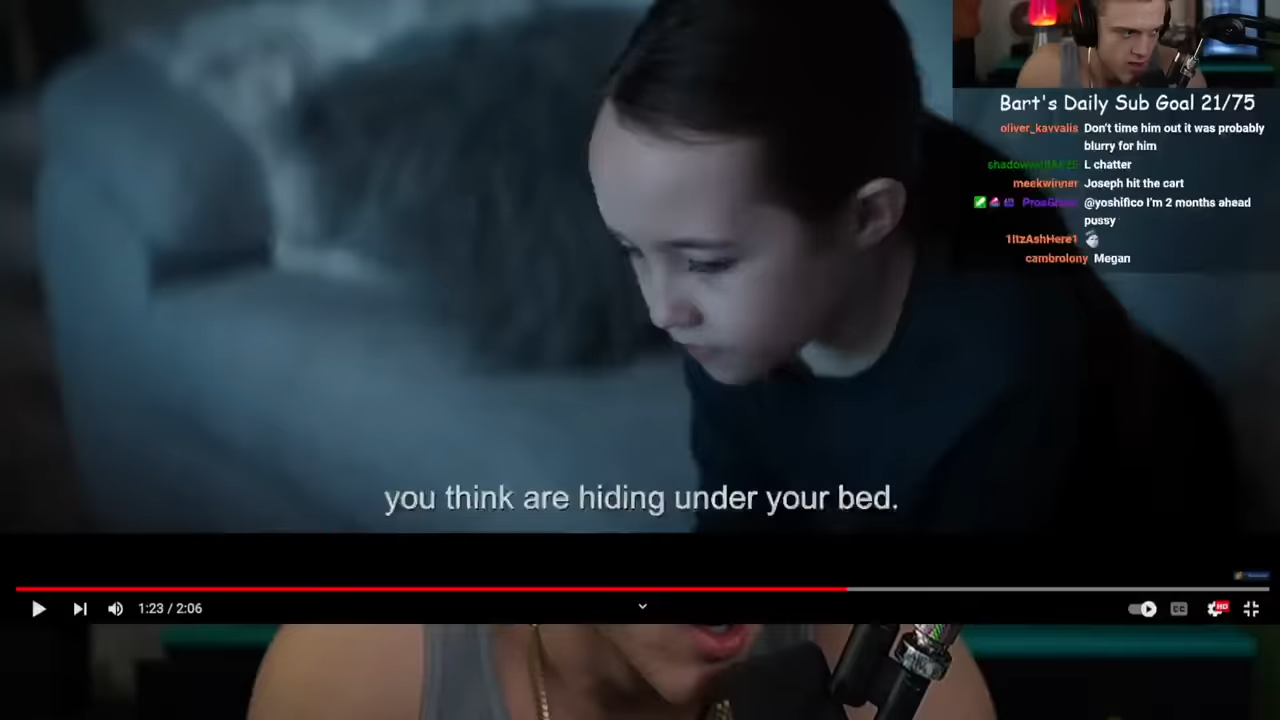 Bart's Daily Sub Goal 21/75
oliver_kavvalis Don't time him out it was probably
blurry for him
L chatter
meekwinner Joseph hit the cart
@yoshifico I'm 2 months ahead
pussy
1ItzAshHere1
cambrolony Megan
you think are hiding under your bed.
1:23 / 2:06
CC
HD